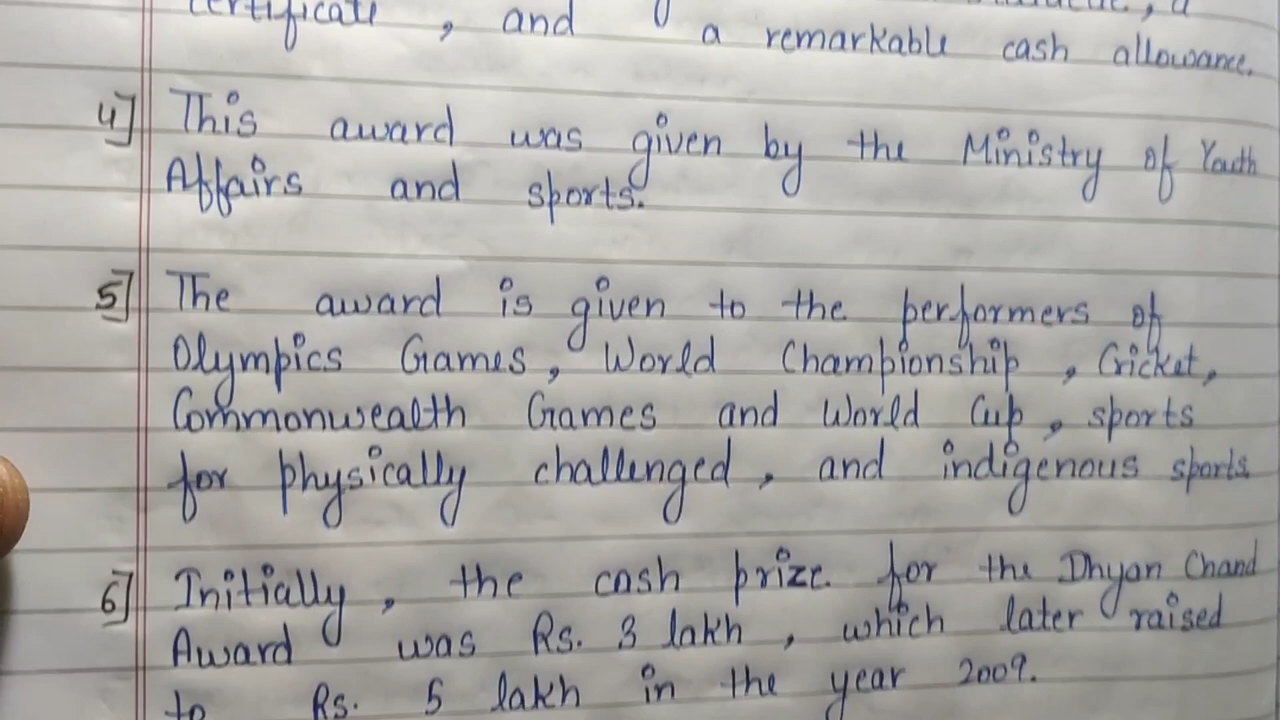 certificate, and a remarkable cash allowance.
4] This award was given by the Ministry of Youth
Affairs and sports.
5] The award is given to the performers of
Olympics Games, World Championship, Cricket,
Commonwealth Games and World Cup, sports
for physically challenged, and indigenous sports
6] Initially, the cash prize for the Dhyan Chand
Award was Rs. 3 lakh, which later raised
to Rs. 5 lakh in the year 2009.